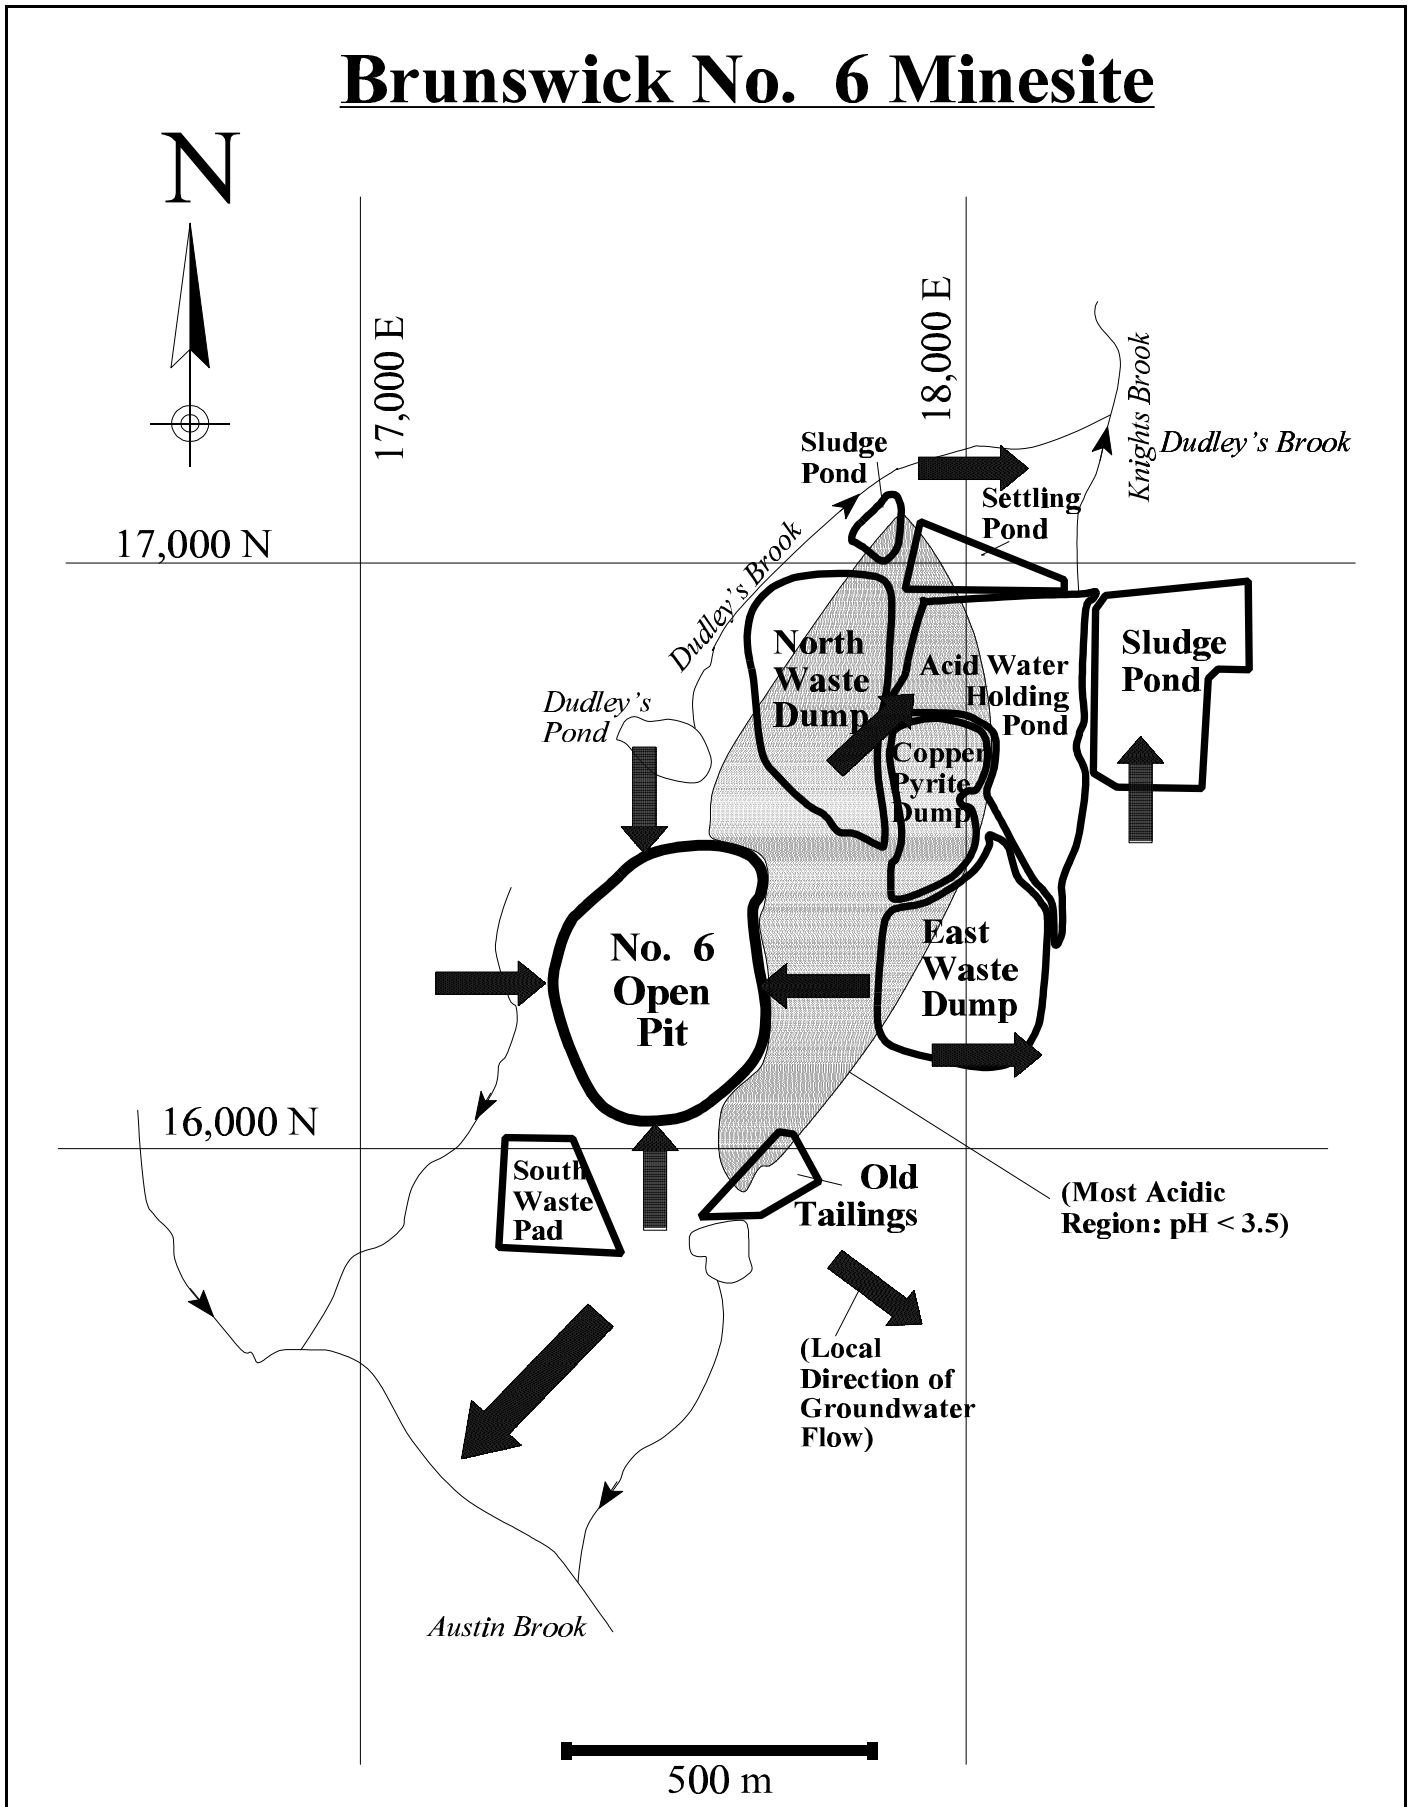 Brunswick No. 6 Minesite
N
17,000 E
18,000 E
Knights Brook
Sludge
Pond
Dudley's Brook
Settling
Pond
17,000 N
Dudley's Brook
North
Waste
Dump
Acid Water
Holding
Pond
Sludge
Pond
Dudley's
Pond
Copper
Pyrite
Dump
No. 6
Open
Pit
East
Waste
Dump
16,000 N
South
Waste
Pad
Old
Tailings
(Most Acidic
Region: pH < 3.5)
(Local
Direction of
Groundwater
Flow)
Austin Brook
500 m